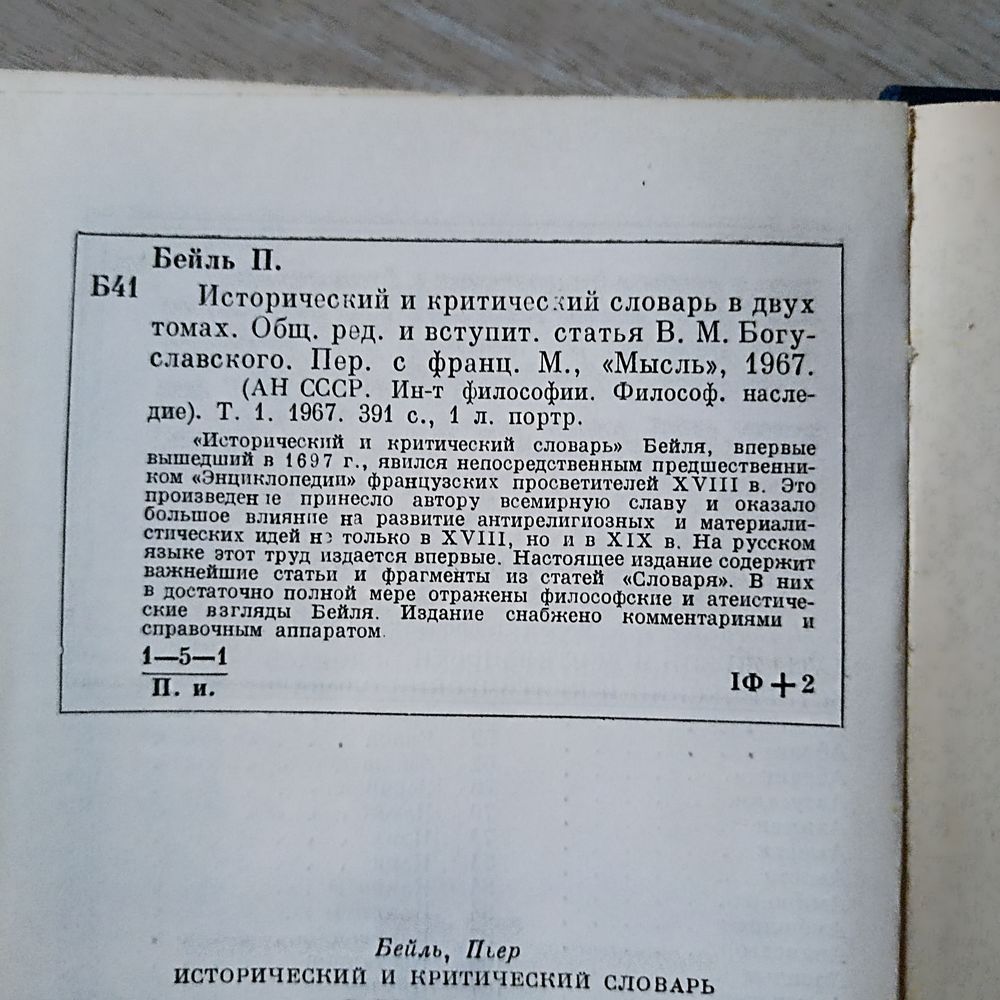 Бейль П.
Б41
Исторический и критический словарь в двух
томах. Общ. ред. и вступит. статья В. М. Богу-
славского. Пер. с франц. М., «Мысль», 1967.
(АН СССР. Ин-т философии. Философ. насле-
дие). Т. 1. 1967. 391 с., 1 л. портр.
«Исторический и критический словарь» Бейля, впервые
вышедший в 1697 г., явился непосредственным предшественни-
ком «Энциклопедии» французских просветителей XVIII в. Это
произведение принесло автору всемирную славу и оказало
большое влияние на развитие антирелигиозных и материали-
стических идей не только в XVIII, но и в XIX в. На русском
языке этот труд издается впервые. Настоящее издание содержит
важнейшие статьи и фрагменты из статей «Словаря». В них
в достаточно полной мере отражены философские и атеистиче-
ские взгляды Бейля. Издание снабжено комментариями и
справочным аппаратом.
1—5—1
П. и.
1Ф+2
Бейль, Пьер
ИСТОРИЧЕСКИЙ И КРИТИЧЕСКИЙ СЛОВАРЬ